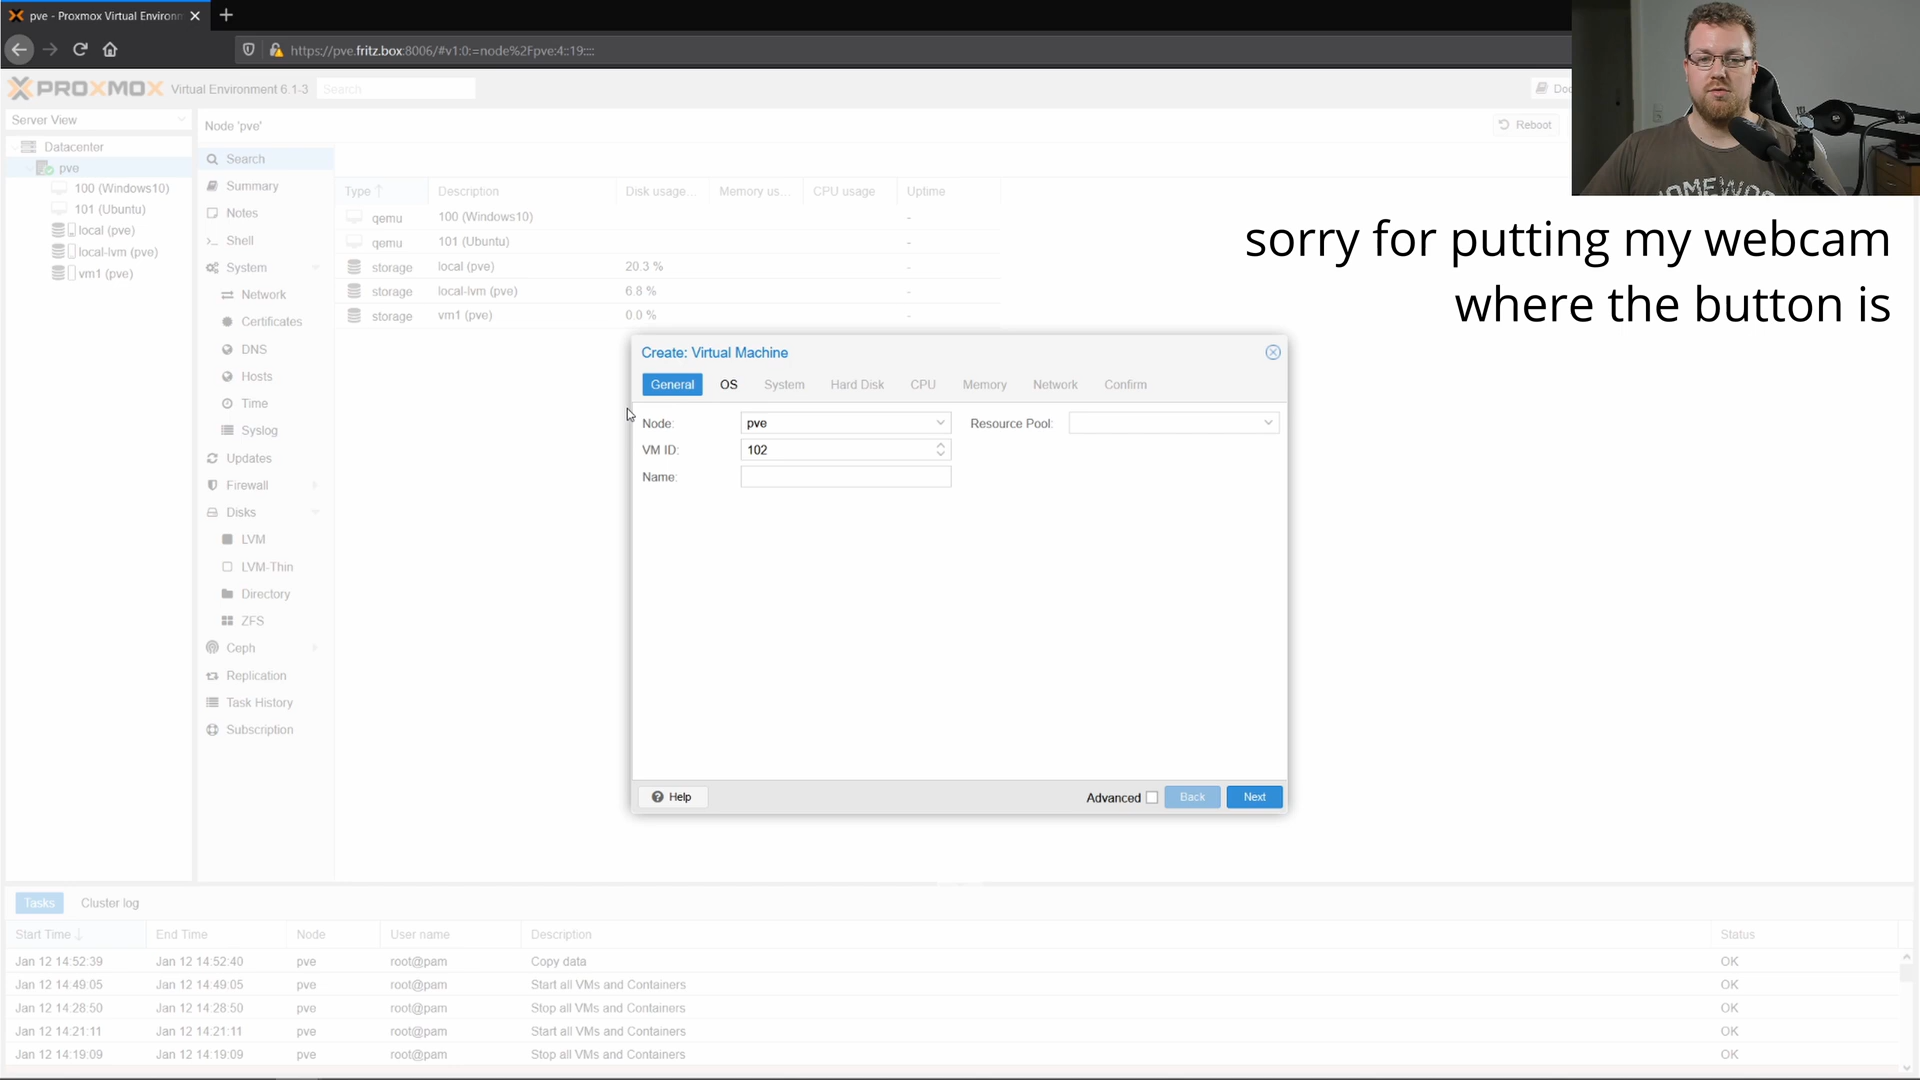 pve - Proxmox Virtual Environm
https://pve.fritz.box:8006/#v1:0:=node%2Fpve:4::19::::
PROXMOX Virtual Environment 6.1-3 Search
Server View
Node 'pve'
Reboot
Datacenter
pve
100 (Windows10)
101 (Ubuntu)
local (pve)
local-lvm (pve)
vm1 (pve)
Search
Summary
Notes
Shell
System
Network
Certificates
DNS
Hosts
Time
Syslog
Updates
Firewall
Disks
LVM
LVM-Thin
Directory
ZFS
Ceph
Replication
Task History
Subscription
Type Description Disk usage... Memory us... CPU usage Uptime
qemu 100 (Windows10) -
qemu 101 (Ubuntu) -
storage local (pve) 20.3 % -
storage local-lvm (pve) 6.8 % -
storage vm1 (pve) 0.0 % -
sorry for putting my webcam
where the button is
Create: Virtual Machine
General OS System Hard Disk CPU Memory Network Confirm
Node: pve Resource Pool:
VM ID: 102
Name:
Help Advanced Back Next
Tasks Cluster log
Start Time End Time Node User name Description Status
Jan 12 14:52:39 Jan 12 14:52:40 pve root@pam Copy data OK
Jan 12 14:49:05 Jan 12 14:49:05 pve root@pam Start all VMs and Containers OK
Jan 12 14:28:50 Jan 12 14:28:50 pve root@pam Stop all VMs and Containers OK
Jan 12 14:21:11 Jan 12 14:21:11 pve root@pam Start all VMs and Containers OK
Jan 12 14:19:09 Jan 12 14:19:09 pve root@pam Stop all VMs and Containers OK